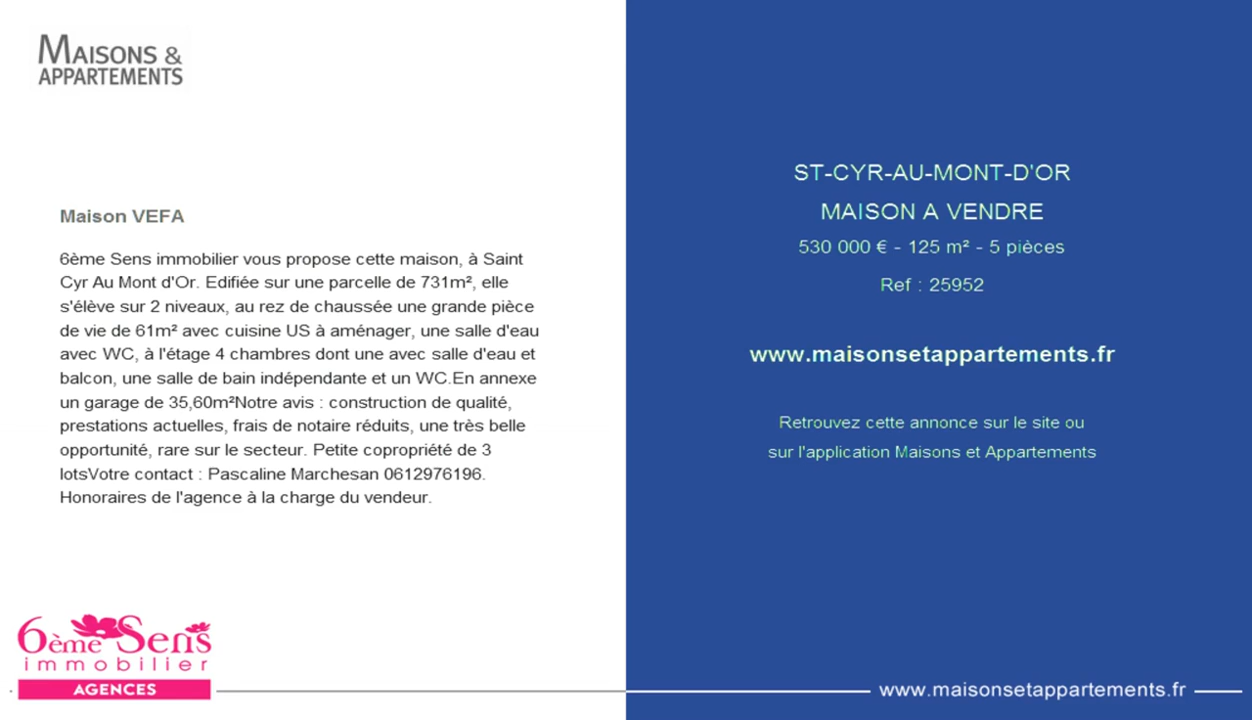 MAISONS &
APPARTEMENTS
Maison VEFA
6ème Sens immobilier vous propose cette maison, à Saint
Cyr Au Mont d'Or. Edifiée sur une parcelle de 731m², elle
s'élève sur 2 niveaux, au rez de chaussée une grande pièce
de vie de 61m² avec cuisine US à aménager, une salle d'eau
avec WC, à l'étage 4 chambres dont une avec salle d'eau et
balcon, une salle de bain indépendante et un WC.En annexe
un garage de 35,60m²Notre avis : construction de qualité,
prestations actuelles, frais de notaire réduits, une très belle
opportunité, rare sur le secteur. Petite copropriété de 3
lotsVotre contact : Pascaline Marchesan 0612976196.
Honoraires de l'agence à la charge du vendeur.
6ème Sens
immobilier
AGENCES
ST-CYR-AU-MONT-D'OR
MAISON A VENDRE
530 000 € - 125 m² - 5 pièces
Ref : 25952
www.maisonsetappartements.fr
Retrouvez cette annonce sur le site ou
sur l'application Maisons et Appartements
www.maisonsetappartements.fr